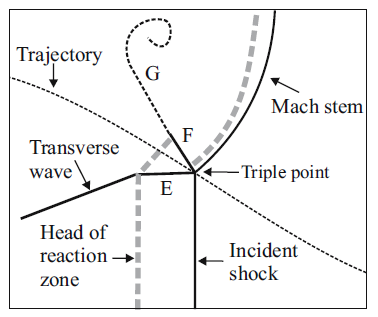 Trajectory
G
Mach stem
F
Transverse
wave
Triple point
E
Head of
reaction
zone
Incident
shock